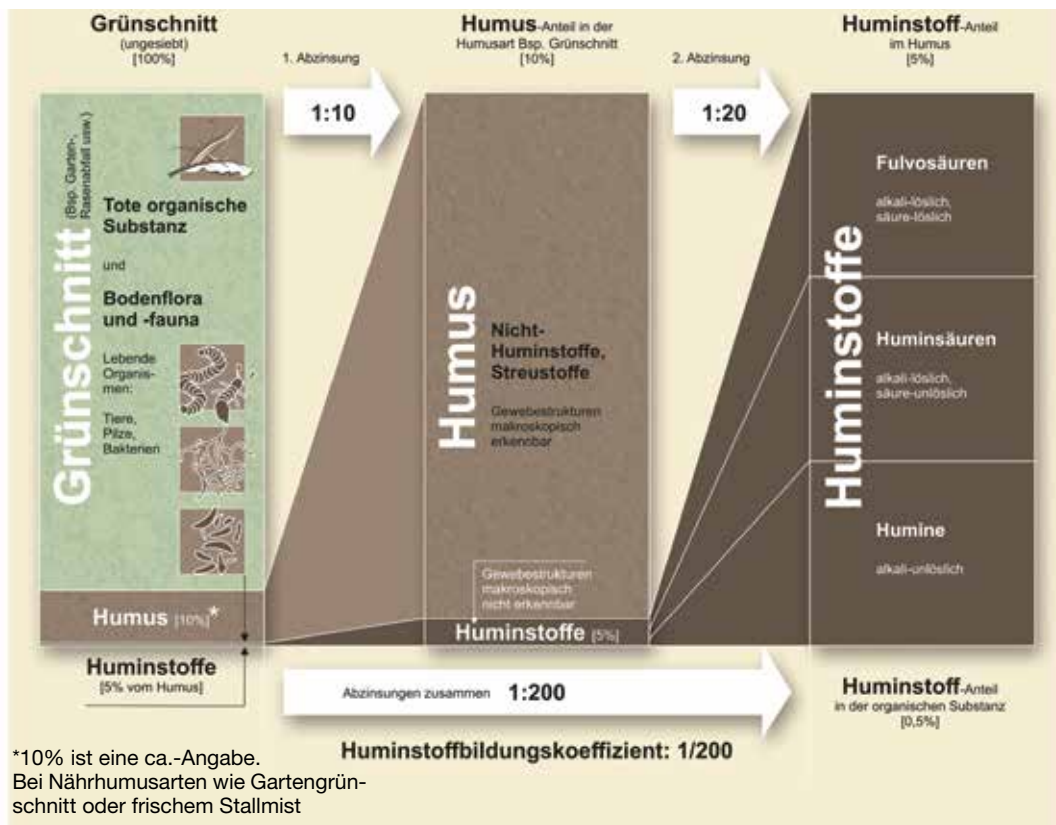 Grünschnitt
(ungesiebt)
[100%]
1. Abzinsung
Humus-Anteil in der
Humusart Bsp. Grünschnitt
[10%]
2. Abzinsung
Huminstoff-Anteil
im Humus
[5%]
Grünschnitt
(Bsp. Garten-,
Rasenabfall usw.)
Tote organische
Substanz
und
Bodenflora
und -fauna
Lebende
Organis-
men:
Tiere,
Pilze,
Bakterien
Humus [10%]*
Huminstoffe
[5% vom Humus]
1:10
Humus
Nicht-
Huminstoffe,
Streustoffe
Gewebestrukturen
makroskopisch
erkennbar
Gewebestrukturen
makroskopisch
nicht erkennbar
Huminstoffe [5%]
1:20
Huminstoffe
Fulvosäuren
alkali-löslich,
säure-löslich
Huminsäuren
alkali-löslich,
säure-unlöslich
Humine
alkali-unlöslich
Abzinsungen zusammen 1:200
Huminstoff-Anteil
in der organischen Substanz
[0,5%]
Huminstoffbildungskoeffizient: 1/200
*10% ist eine ca.-Angabe.
Bei Nährhumusarten wie Gartengrün-
schnitt oder frischem Stallmist